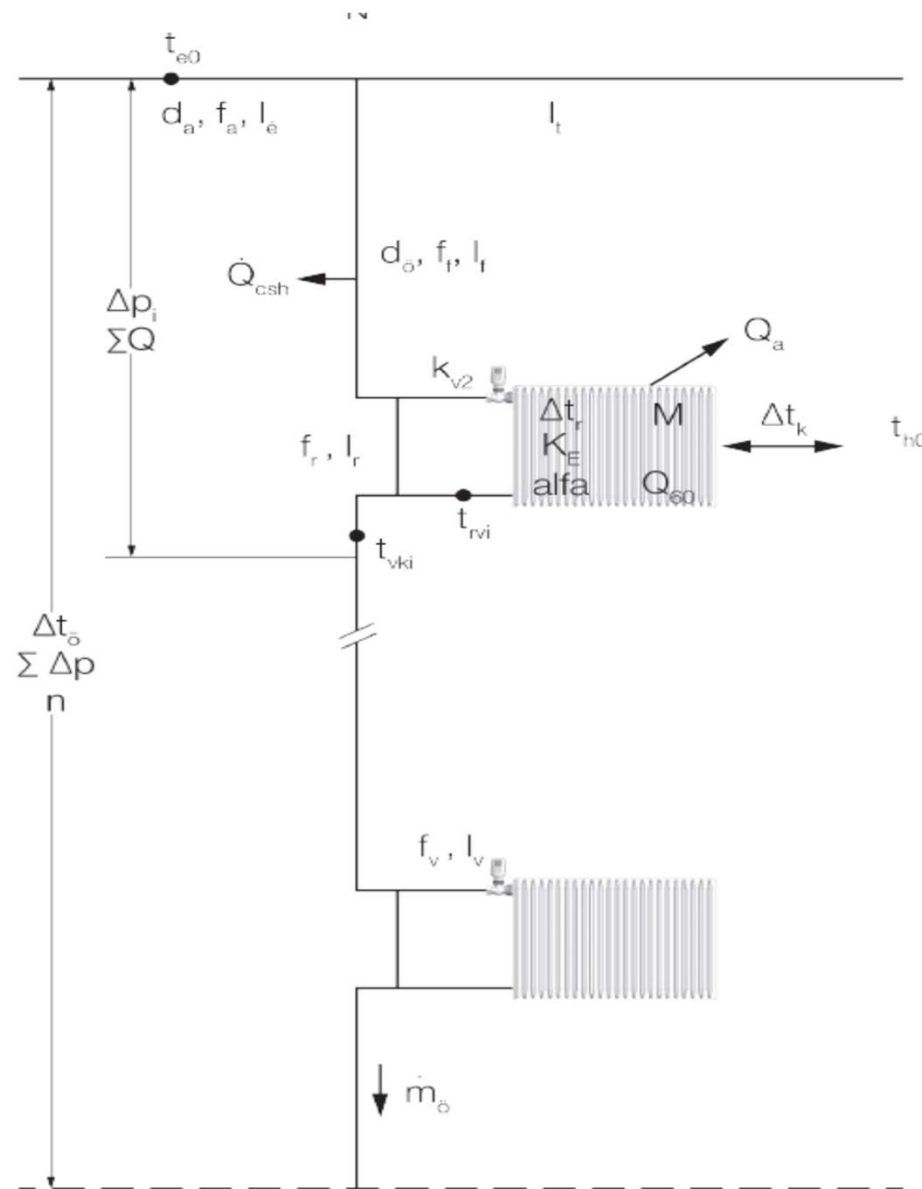 t_e0
d_a, f_a, l_é
l_t
d_ö, f_f, l_f
Q̇_csh
Δp_i
ΣQ
Q_a
k_v2
Δt_r
M
Δt_k
t_h0
f_r, l_r
K_E
alfa
Q_60
t_rvi
t_vki
Δt_ö
Σ Δp
n
f_v, l_v
ṁ_ö